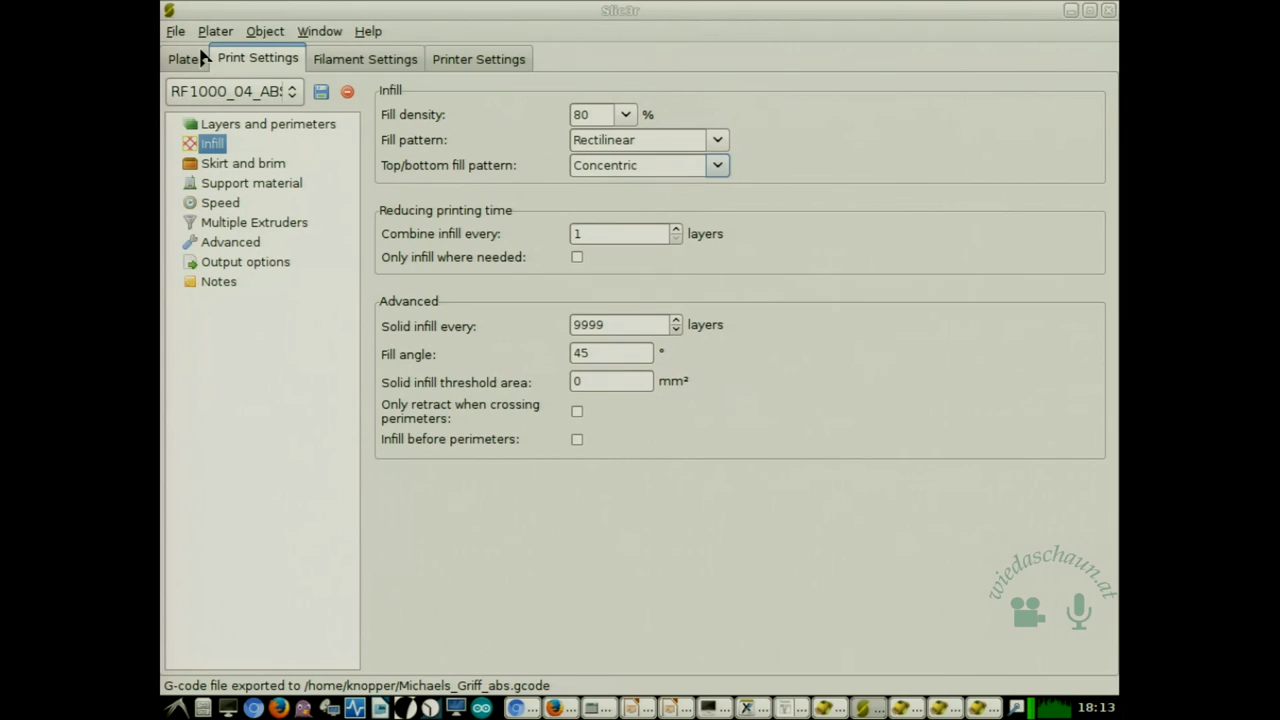 Slic3r
File Plater Object Window Help
Plate Print Settings Filament Settings Printer Settings
RF1000_04_AB
Layers and perimeters
Infill
Skirt and brim
Support material
Speed
Multiple Extruders
Advanced
Output options
Notes
Infill
Fill density: 80 %
Fill pattern: Rectilinear
Top/bottom fill pattern: Concentric
Reducing printing time
Combine infill every: 1 layers
Only infill where needed:
Advanced
Solid infill every: 9999 layers
Fill angle: 45 °
Solid infill threshold area: 0 mm²
Only retract when crossing
perimeters:
Infill before perimeters:
wiedaschaun.at
G-code file exported to /home/knopper/Michaels_Griff_abs.gcode
18:13